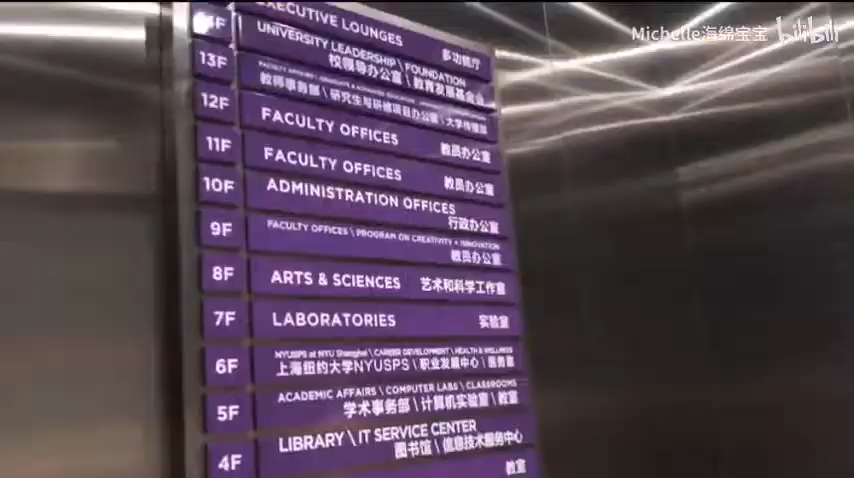 Michelle海绵宝宝 bilibili
EXECUTIVE LOUNGES 多功能厅
14F UNIVERSITY LEADERSHIP \ FOUNDATION
校领导办公室 \ 教育发展基金会
13F
教师事务部 \ 研究生与研修项目办公室 \ 大学传播部
12F FACULTY OFFICES 教员办公室
11F FACULTY OFFICES 教员办公室
10F ADMINISTRATION OFFICES
行政办公室
9F FACULTY OFFICES \ PROGRAM ON CREATIVITY + INNOVATION
教员办公室
8F ARTS & SCIENCES 艺术和科学工作室
7F LABORATORIES 实验室
6F NYUSPS at NYU Shanghai \ CAREER DEVELOPMENT \ HEALTH & WELLNESS
上海纽约大学NYUSPS \ 职业发展中心 \ 医务室
5F ACADEMIC AFFAIRS \ COMPUTER LABS \ CLASSROOMS
学术事务部 \ 计算机实验室 \ 教室
4F LIBRARY \ IT SERVICE CENTER
图书馆 \ 信息技术服务中心
教室